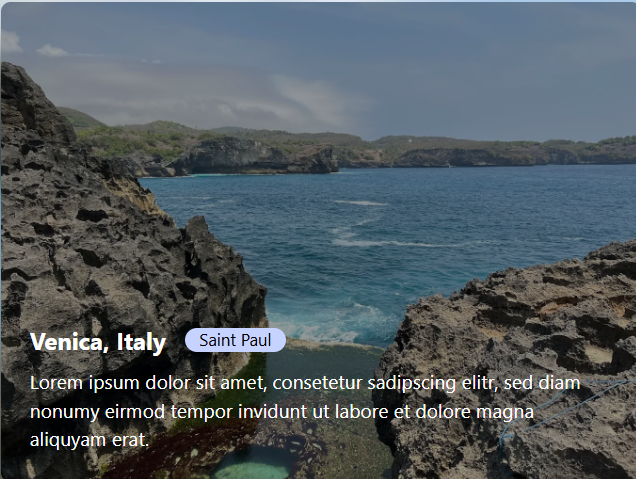 Venica, Italy Saint Paul
Lorem ipsum dolor sit amet, consetetur sadipscing elitr, sed diam
nonumy eirmod tempor invidunt ut labore et dolore magna
aliquyam erat.